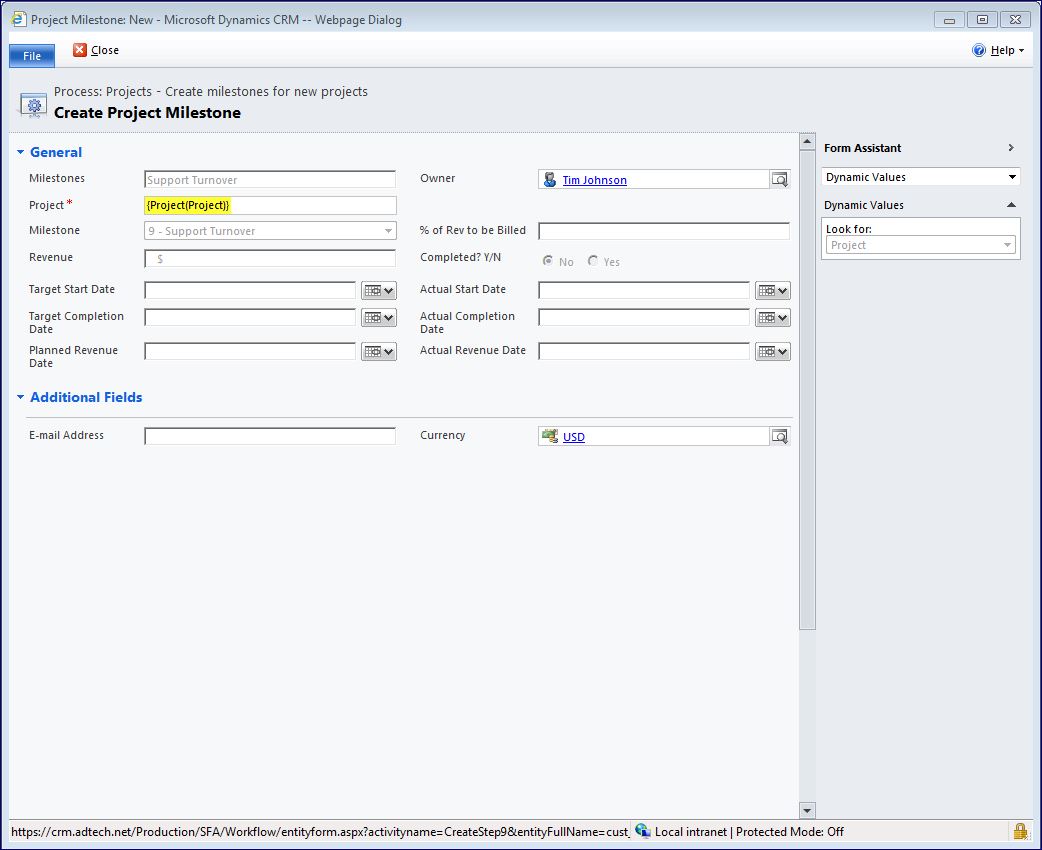 Project Milestone: New - Microsoft Dynamics CRM -- Webpage Dialog
File
Close
Help
Process: Projects - Create milestones for new projects
Create Project Milestone
General
Milestones
Support Turnover
Owner
Tim Johnson
Project*
{Project(Project)}
Milestone
9 - Support Turnover
% of Rev to be Billed
Revenue
$
Completed? Y/N
No
Yes
Target Start Date
Actual Start Date
Target Completion
Date
Actual Completion
Date
Planned Revenue
Date
Actual Revenue Date
Additional Fields
E-mail Address
Currency
USD
Form Assistant
Dynamic Values
Dynamic Values
Look for:
Project
https://crm.adtech.net/Production/SFA/Workflow/entityform.aspx?activityname=CreateStep9&entityFullName=cust_
Local intranet | Protected Mode: Off